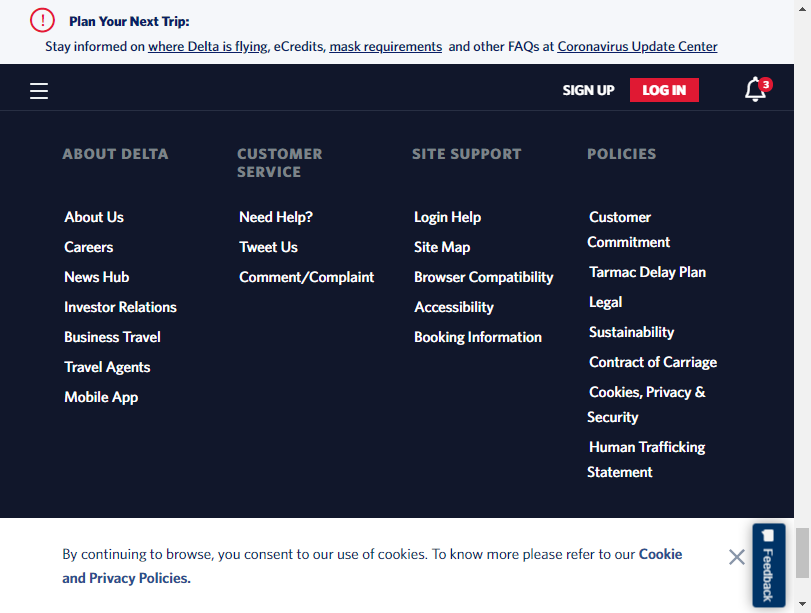 Plan Your Next Trip:
Stay informed on where Delta is flying, eCredits, mask requirements and other FAQs at Coronavirus Update Center
SIGN UP
LOG IN
3
ABOUT DELTA
About Us
Careers
News Hub
Investor Relations
Business Travel
Travel Agents
Mobile App
CUSTOMER
SERVICE
Need Help?
Tweet Us
Comment/Complaint
SITE SUPPORT
Login Help
Site Map
Browser Compatibility
Accessibility
Booking Information
POLICIES
Customer
Commitment
Tarmac Delay Plan
Legal
Sustainability
Contract of Carriage
Cookies, Privacy &
Security
Human Trafficking
Statement
By continuing to browse, you consent to our use of cookies. To know more please refer to our Cookie
and Privacy Policies.
Feedback